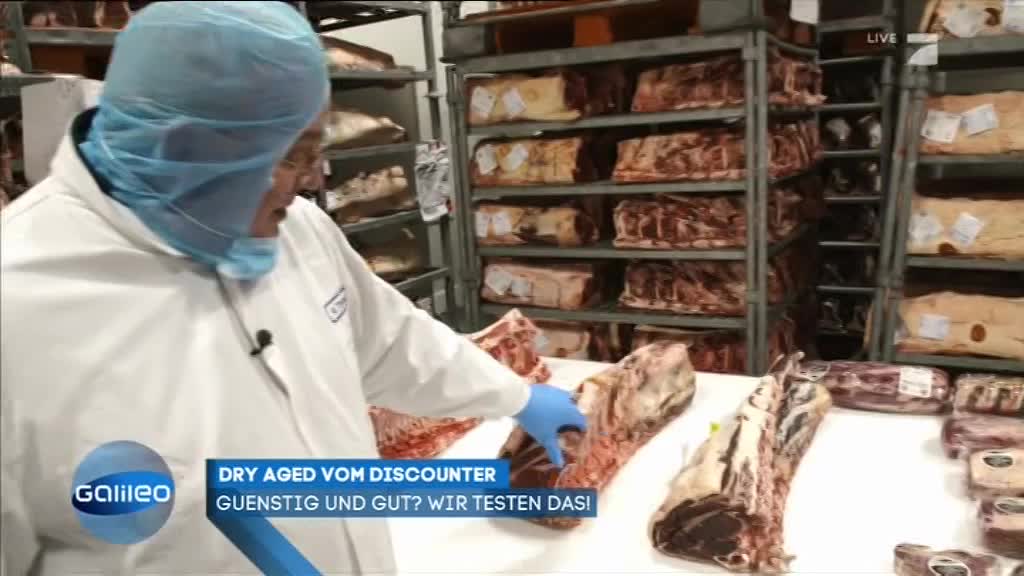 LIVE
Galileo
DRY AGED VOM DISCOUNTER
GUENSTIG UND GUT? WIR TESTEN DAS!